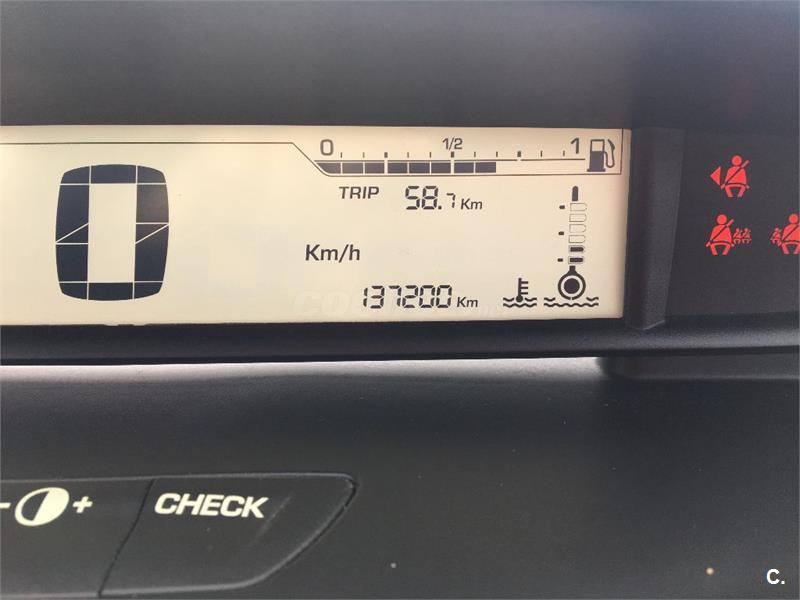 0 1/2 1
TRIP 58.7 Km
0
Km/h
137200 Km
- +
CHECK
C.